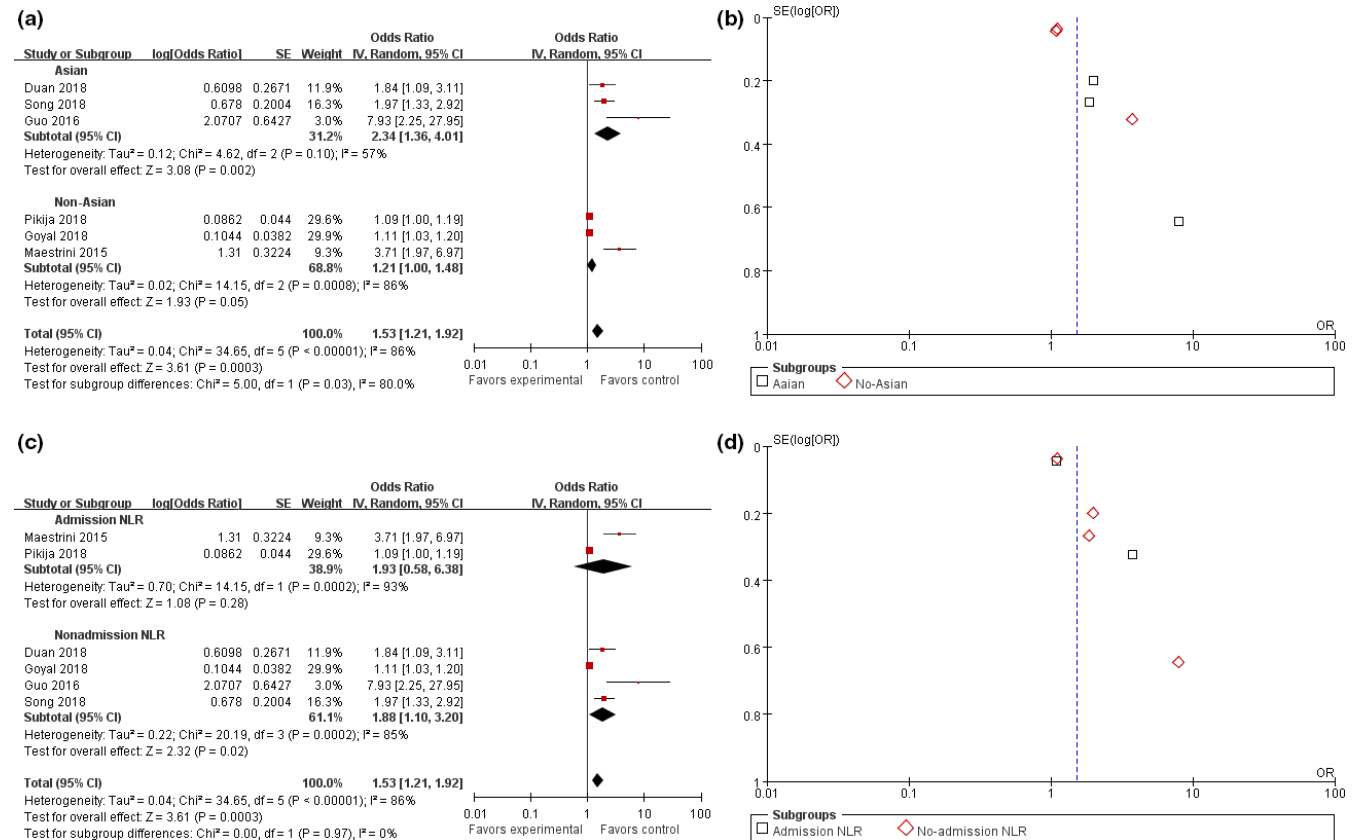 (a)
Odds Ratio Odds Ratio
Study or Subgroup log[Odds Ratio] SE Weight IV, Random, 95% CI IV, Random, 95% CI
Asian
Duan 2018 0.6098 0.2671 11.9% 1.84 [1.09, 3.11]
Song 2018 0.678 0.2004 16.3% 1.97 [1.33, 2.92]
Guo 2016 2.0707 0.6427 3.0% 7.93 [2.25, 27.95]
Subtotal (95% CI) 31.2% 2.34 [1.36, 4.01]
Heterogeneity: Tau² = 0.12; Chi² = 4.62, df = 2 (P = 0.10); I² = 57%
Test for overall effect: Z = 3.08 (P = 0.002)
Non-Asian
Pikija 2018 0.0862 0.044 29.6% 1.09 [1.00, 1.19]
Goyal 2018 0.1044 0.0382 29.9% 1.11 [1.03, 1.20]
Maestrini 2015 1.31 0.3224 9.3% 3.71 [1.97, 6.97]
Subtotal (95% CI) 68.8% 1.21 [1.00, 1.48]
Heterogeneity: Tau² = 0.02; Chi² = 14.15, df = 2 (P = 0.0008); I² = 86%
Test for overall effect: Z = 1.93 (P = 0.05)
Total (95% CI) 100.0% 1.53 [1.21, 1.92]
Heterogeneity: Tau² = 0.04; Chi² = 34.65, df = 5 (P < 0.00001); I² = 86%
Test for overall effect: Z = 3.61 (P = 0.0003)
Test for subgroup differences: Chi² = 5.00, df = 1 (P = 0.03), I² = 80.0%
0.01 0.1 1 10 100
Favors experimental Favors control
(b)
SE(log[OR])
0
0.2
0.4
0.6
0.8
1
OR
0.01 0.1 1 10 100
Subgroups
Aaian No-Asian
(c)
Odds Ratio Odds Ratio
Study or Subgroup log[Odds Ratio] SE Weight IV, Random, 95% CI IV, Random, 95% CI
Admission NLR
Maestrini 2015 1.31 0.3224 9.3% 3.71 [1.97, 6.97]
Pikija 2018 0.0862 0.044 29.6% 1.09 [1.00, 1.19]
Subtotal (95% CI) 38.9% 1.93 [0.58, 6.38]
Heterogeneity: Tau² = 0.70; Chi² = 14.15, df = 1 (P = 0.0002); I² = 93%
Test for overall effect: Z = 1.08 (P = 0.28)
Nonadmission NLR
Duan 2018 0.6098 0.2671 11.9% 1.84 [1.09, 3.11]
Goyal 2018 0.1044 0.0382 29.9% 1.11 [1.03, 1.20]
Guo 2016 2.0707 0.6427 3.0% 7.93 [2.25, 27.95]
Song 2018 0.678 0.2004 16.3% 1.97 [1.33, 2.92]
Subtotal (95% CI) 61.1% 1.88 [1.10, 3.20]
Heterogeneity: Tau² = 0.22; Chi² = 20.19, df = 3 (P = 0.0002); I² = 85%
Test for overall effect: Z = 2.32 (P = 0.02)
Total (95% CI) 100.0% 1.53 [1.21, 1.92]
Heterogeneity: Tau² = 0.04; Chi² = 34.65, df = 5 (P < 0.00001); I² = 86%
Test for overall effect: Z = 3.61 (P = 0.0003)
Test for subgroup differences: Chi² = 0.00, df = 1 (P = 0.97), I² = 0%
0.01 0.1 1 10 100
Favors experimental Favors control
(d)
SE(log[OR])
0
0.2
0.4
0.6
0.8
1
OR
0.01 0.1 1 10 100
Subgroups
Admission NLR No-admission NLR